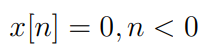 x[n] = 0, n < 0